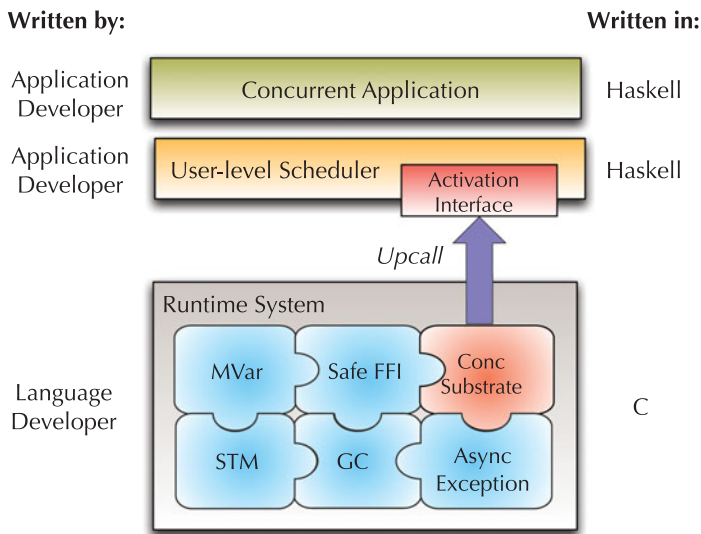 Written by:
Written in:
Application
Developer
Concurrent Application
Haskell
Application
Developer
User-level Scheduler
Activation
Interface
Haskell
Upcall
Runtime System
MVar
Safe FFI
Conc
Substrate
Language
Developer
C
STM
GC
Async
Exception